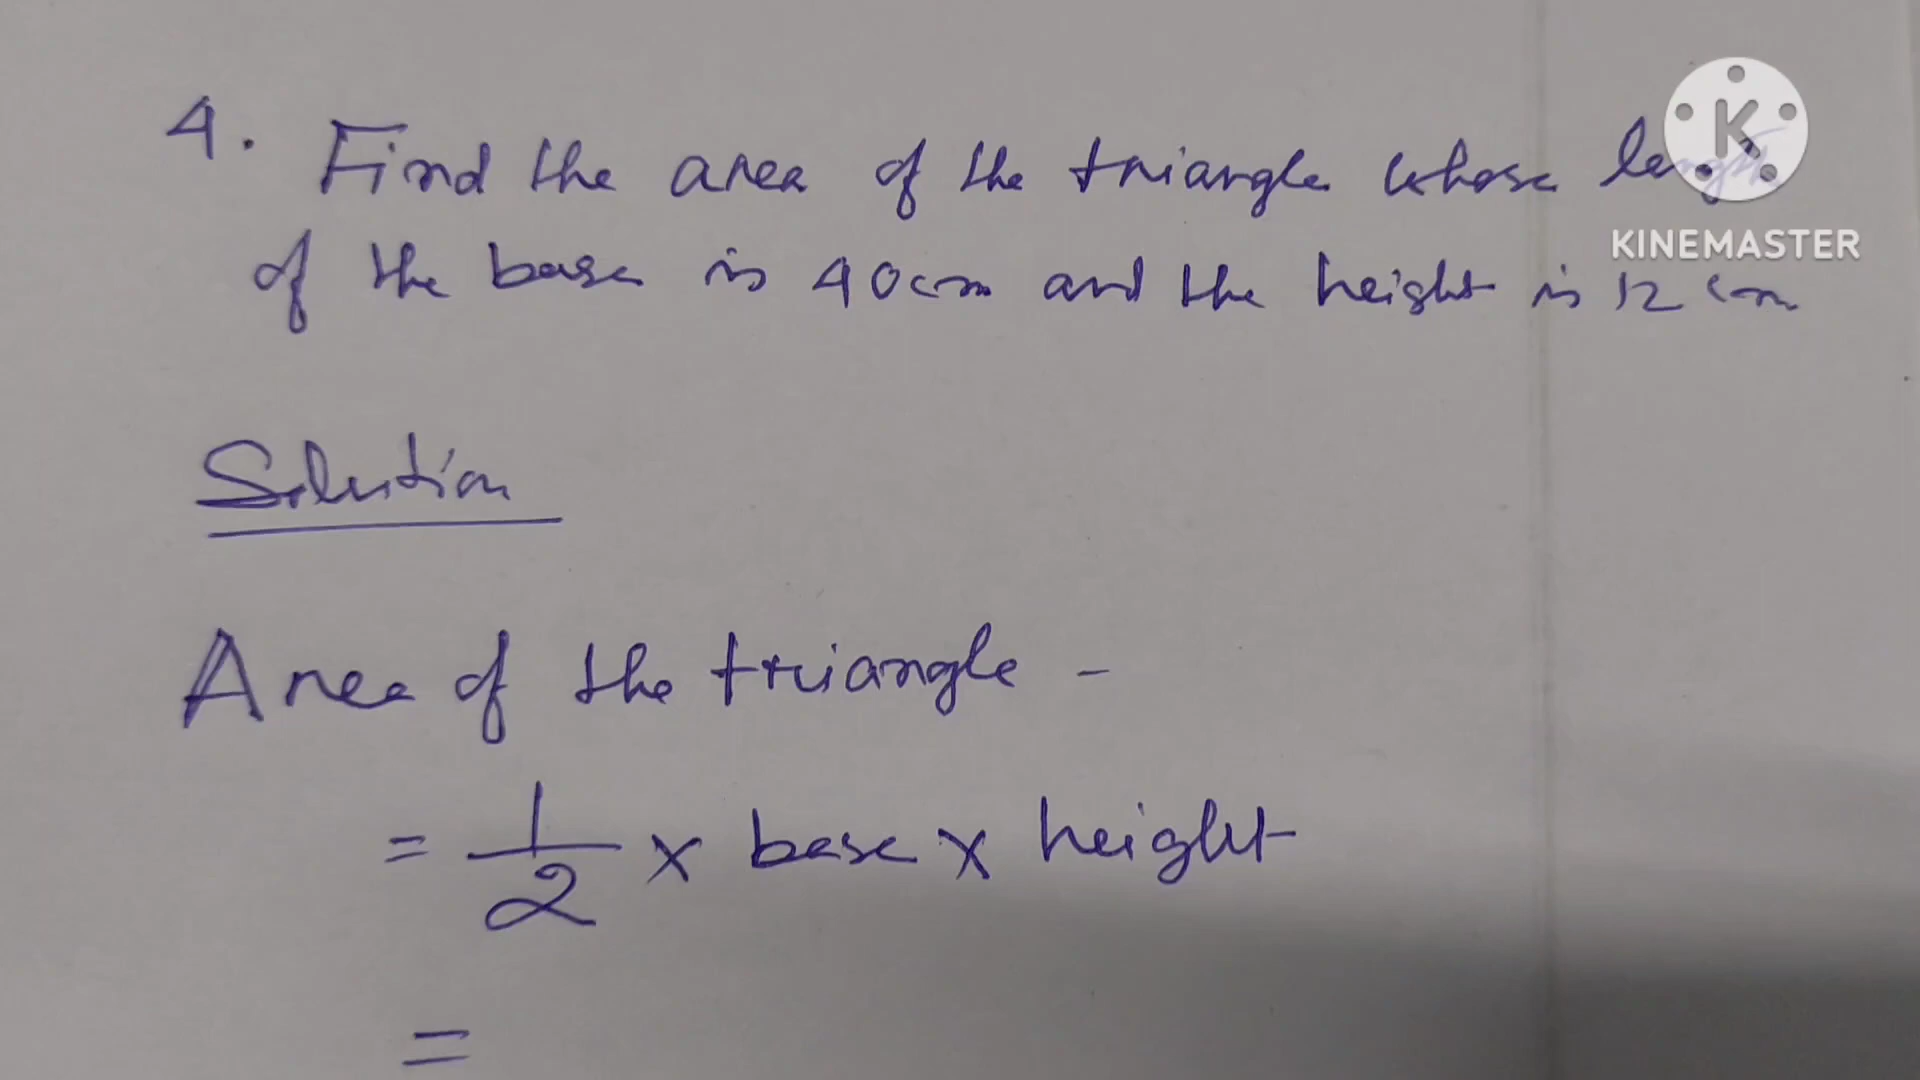 4. Find the area of the triangle whose length
KINEMASTER
of the base is 40cm and the height is 12 cm
Solution
Area of the triangle -
= 1/2 × base × height
=